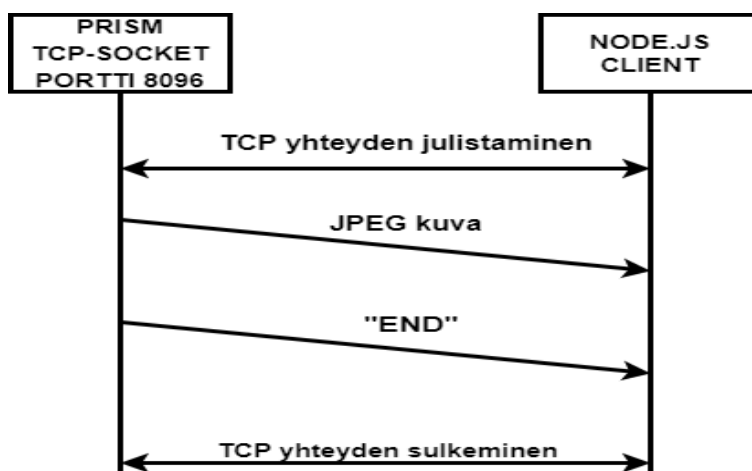 PRISM
TCP-SOCKET
PORTTI 8096
NODE.JS
CLIENT
TCP yhteyden julistaminen
JPEG kuva
"END"
TCP yhteyden sulkeminen